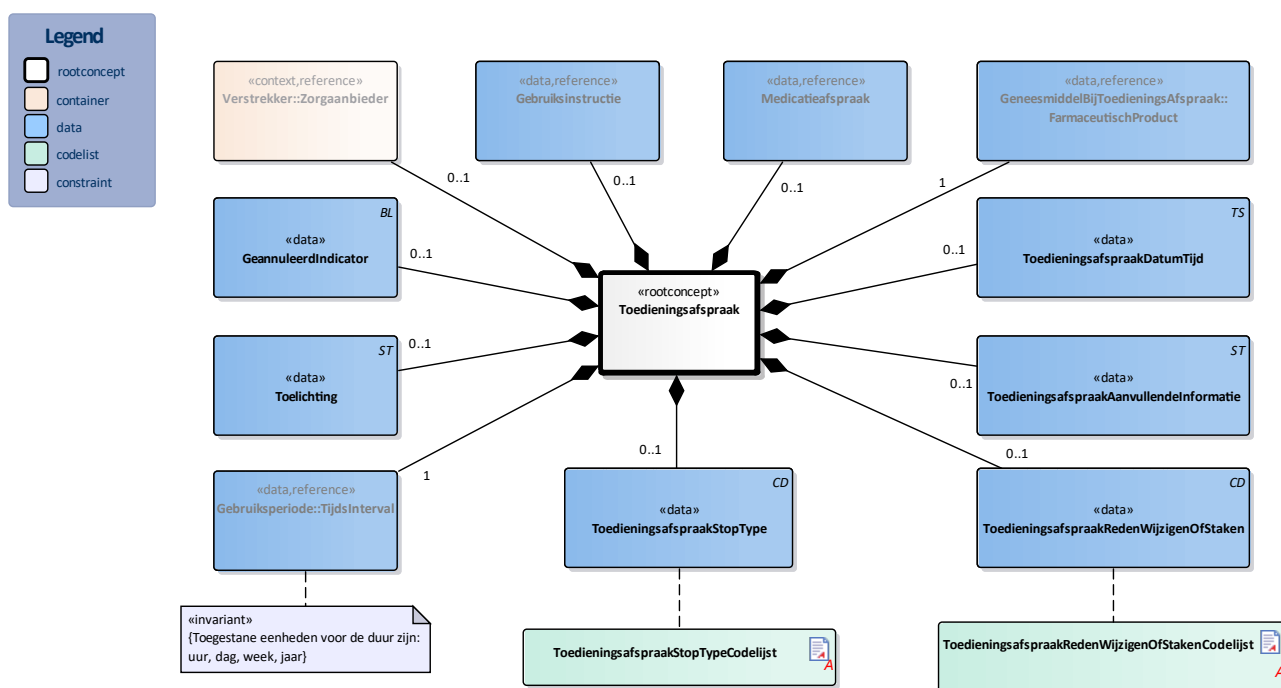 Legend
rootconcept
container
data
codelist
constraint
«context,reference»
Verstrekker::Zorgaanbieder
«data,reference»
Gebruiksinstructie
«data,reference»
Medicatieafspraak
«data,reference»
GeneesmiddelBijToedieningsAfspraak::
FarmaceutischProduct
0..1
0..1
0..1
1
BL
«data»
GeannuleerdIndicator
0..1
TS
«data»
ToedieningsafspraakDatumTijd
0..1
«rootconcept»
Toedieningsafspraak
ST
«data»
Toelichting
0..1
ST
«data»
ToedieningsafspraakAanvullendeInformatie
0..1
«data,reference»
Gebruiksperiode::TijdsInterval
1
CD
«data»
ToedieningsafspraakStopType
0..1
CD
«data»
ToedieningsafspraakRedenWijzigenOfStaken
0..1
«invariant»
{Toegestane eenheden voor de duur zijn:
uur, dag, week, jaar}
ToedieningsafspraakStopTypeCodelijst
A
ToedieningsafspraakRedenWijzigenOfStakenCodelijst
A